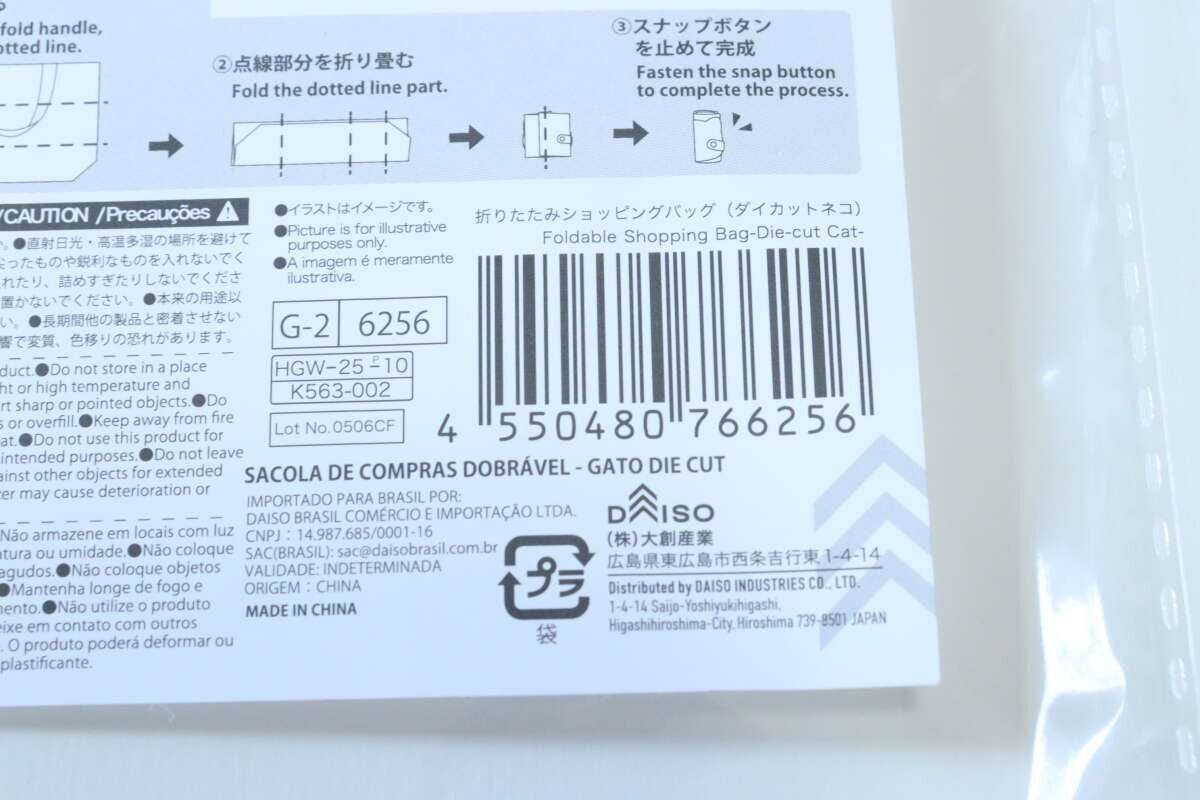 fold handle,
otted line.
②点線部分を折り畳む
Fold the dotted line part.
③スナップボタン
を止めて完成
Fasten the snap button
to complete the process.
/CAUTION /Precauções
い。●直射日光・高温多湿の場所を避けて
尖ったものや鋭利なものを入れないでく
れたり、詰めすぎたりしないでくださ
置かないでください。●本来の用途以
い。●長期間他の製品と密着させない
響で変質、色移りの恐れがあります。
duct.●Do not store in a place
ght or high temperature and
rt sharp or pointed objects.●Do
s or overfill.●Keep away from fire
at.●Do not use this product for
intended purposes.●Do not leave
ainst other objects for extended
ver may cause deterioration or
Não armazene em locais com luz
atura ou umidade.●Não coloque
agudos.●Não coloque objetos
●Mantenha longe de fogo e
mento.●Não utilize o produto
eixe em contato com outros
. O produto poderá deformar ou
plastificante.
●イラストはイメージです。
●Picture is for illustrative
purposes only.
●A imagem é meramente
ilustrativa.
G-2 6256
HGW-25 P 10
K563-002
Lot No.0506CF
折りたたみショッピングバッグ（ダイカットネコ）
Foldable Shopping Bag-Die-cut Cat-
4 550480 766256
SACOLA DE COMPRAS DOBRÁVEL - GATO DIE CUT
IMPORTADO PARA BRASIL POR:
DAISO BRASIL COMÉRCIO E IMPORTAÇÃO LTDA.
CNPJ : 14.987.685/0001-16
SAC(BRASIL): sac@daisobrasil.com.br
VALIDADE: INDETERMINADA
ORIGEM : CHINA
MADE IN CHINA
プラ
袋
DAISO
(株)大創産業
広島県東広島市西条吉行東1-4-14
Distributed by DAISO INDUSTRIES CO., LTD.
1-4-14 Saijo-Yoshiyukihigashi,
Higashihiroshima-City, Hiroshima 739-8501 JAPAN